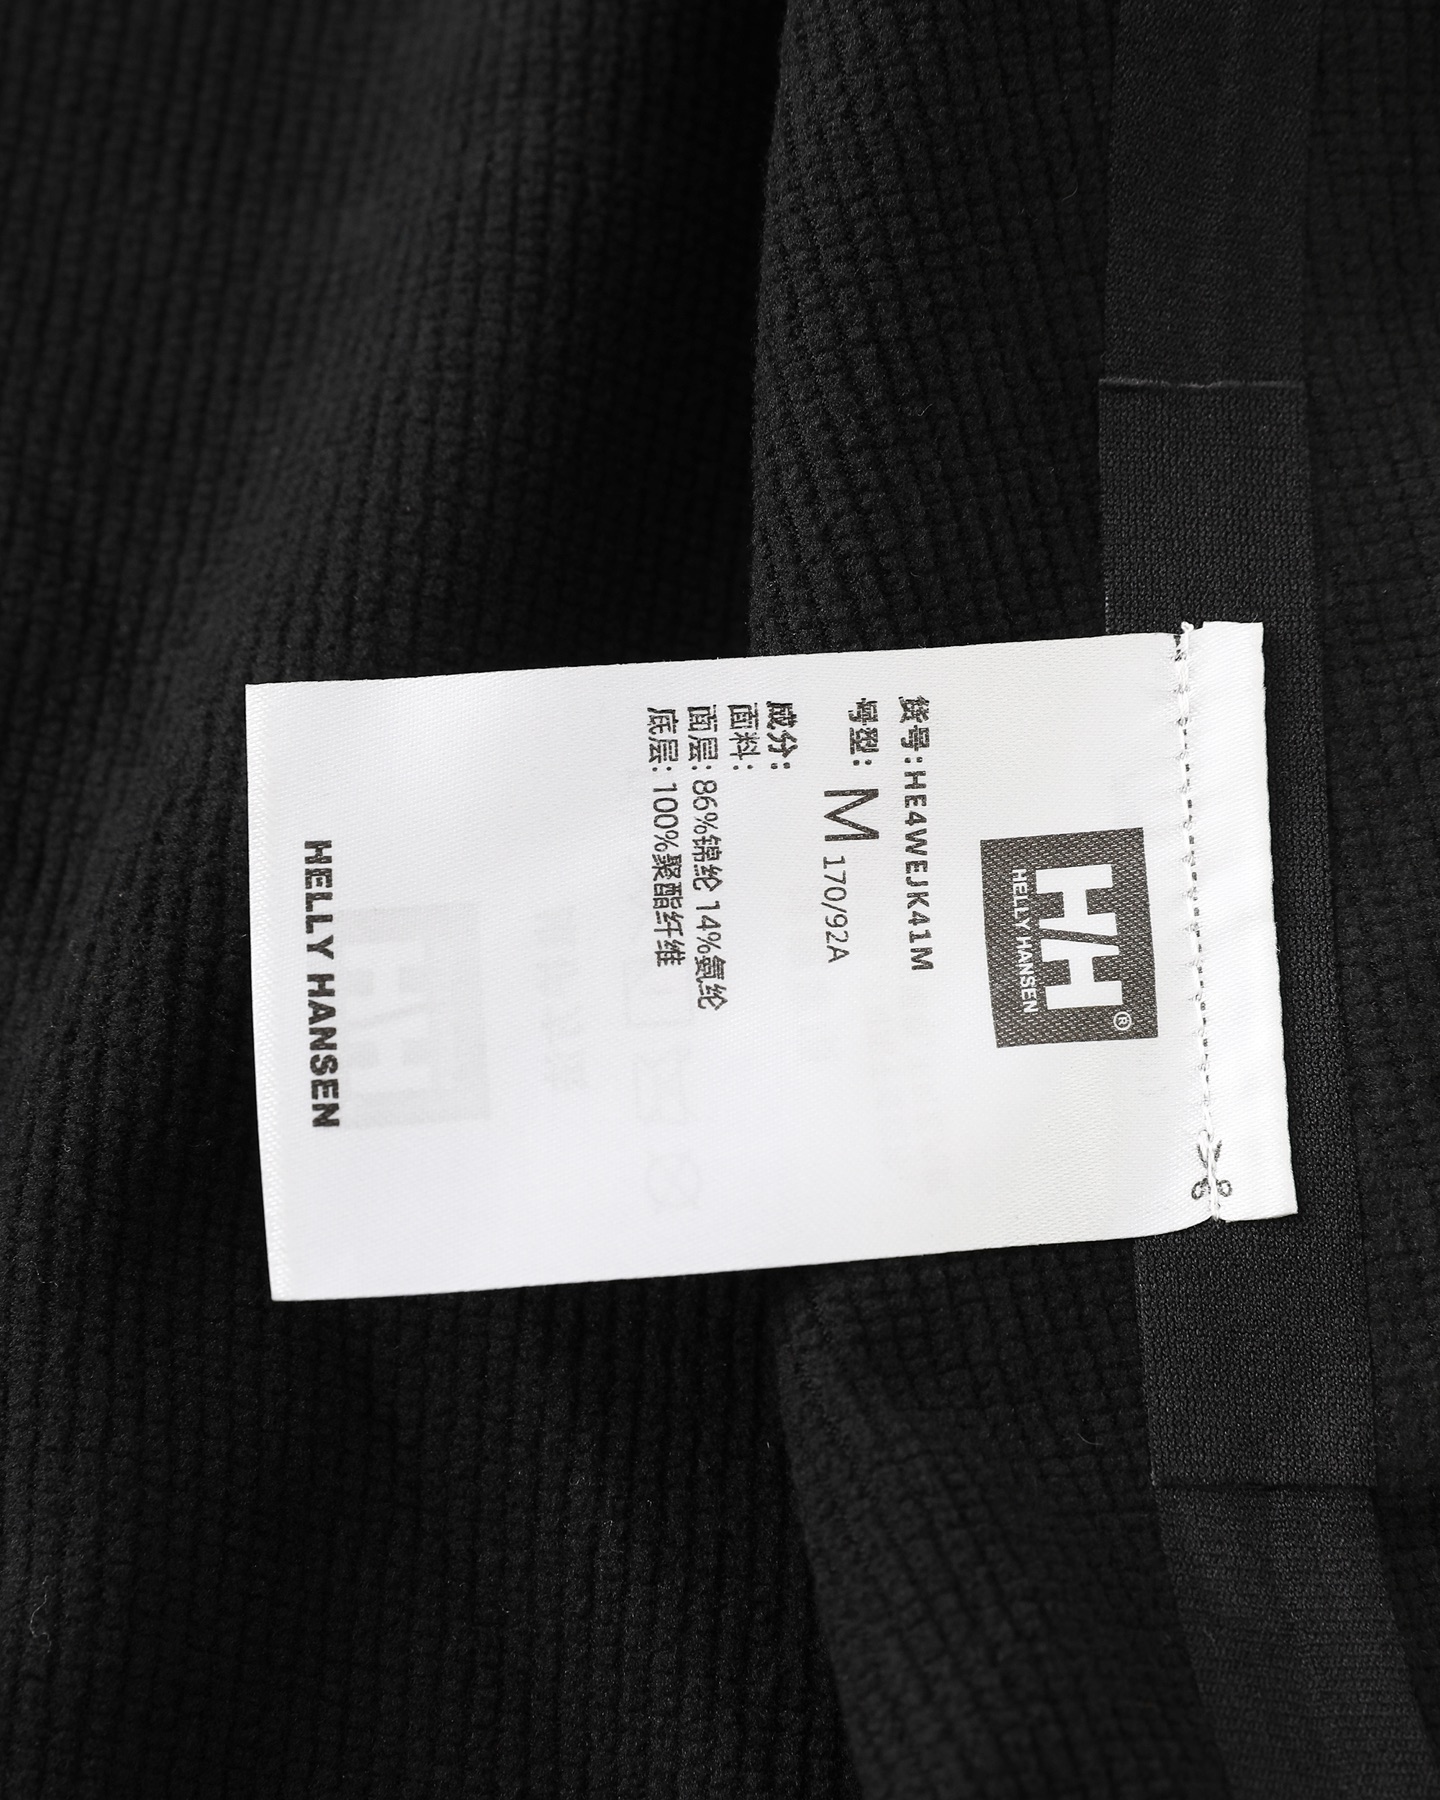 HH®
HELLY HANSEN
货号:HE4WEJK41M
号型: M 170/92A
成分:
面料:
面层: 86%锦纶 14%氨纶
底层: 100%聚酯纤维
HELLY HANSEN